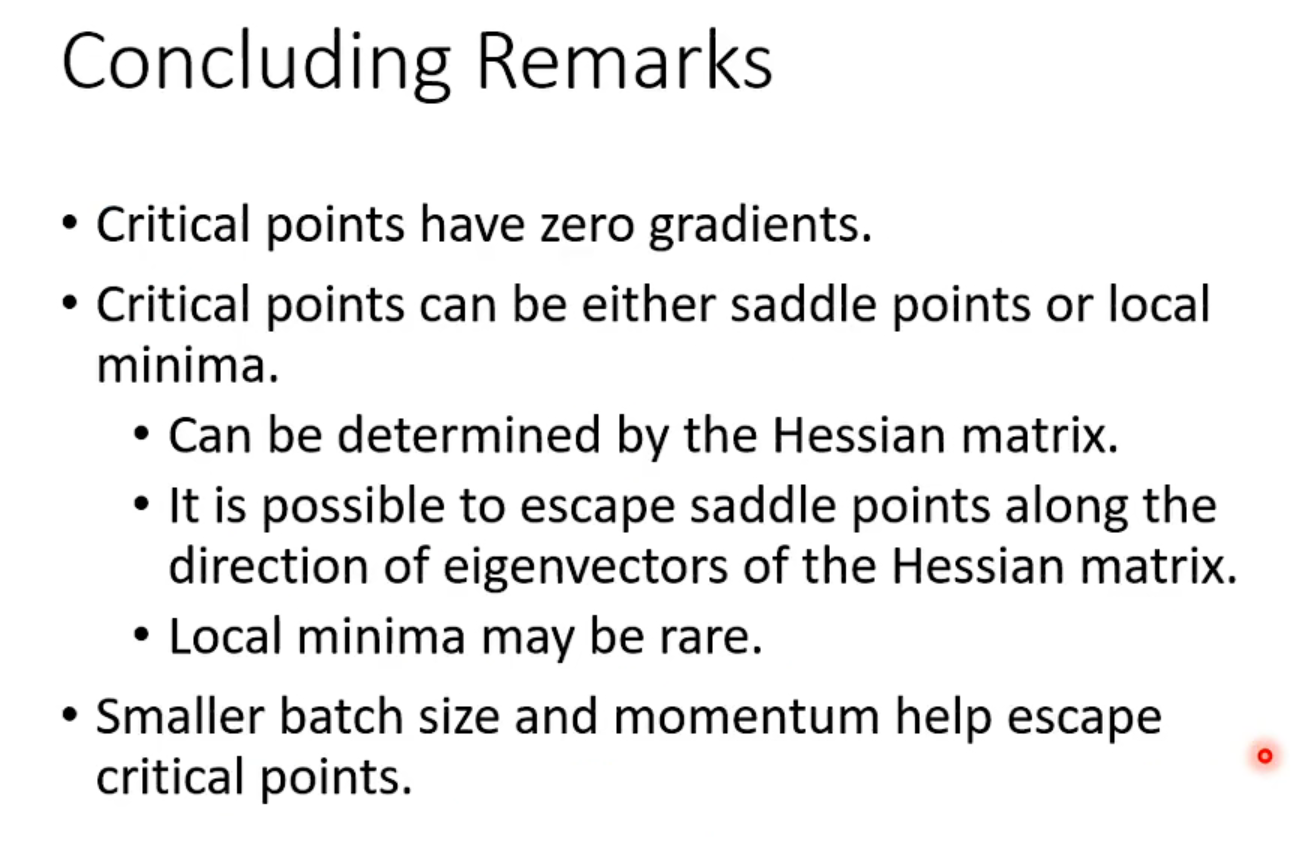 Concluding Remarks
• Critical points have zero gradients.
• Critical points can be either saddle points or local
minima.
• Can be determined by the Hessian matrix.
• It is possible to escape saddle points along the
direction of eigenvectors of the Hessian matrix.
• Local minima may be rare.
• Smaller batch size and momentum help escape
critical points.